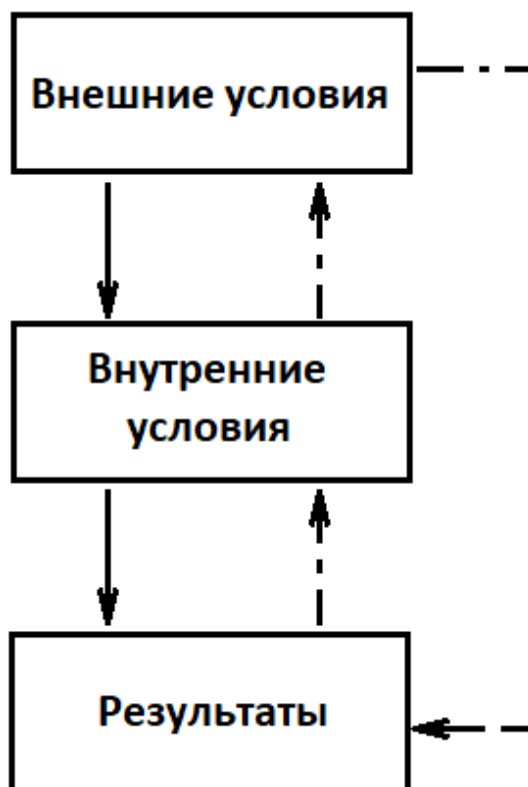 Внешние условия
Внутренние
условия
Результаты